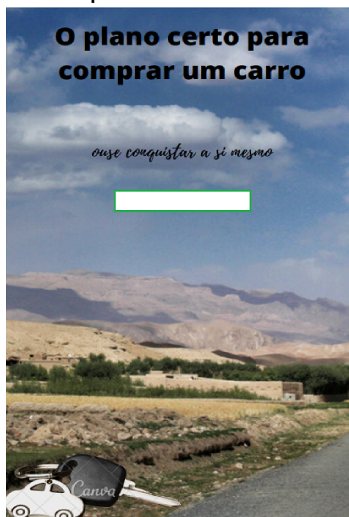 O plano certo para
comprar um carro
ouse conquistar a si mesmo
Canva